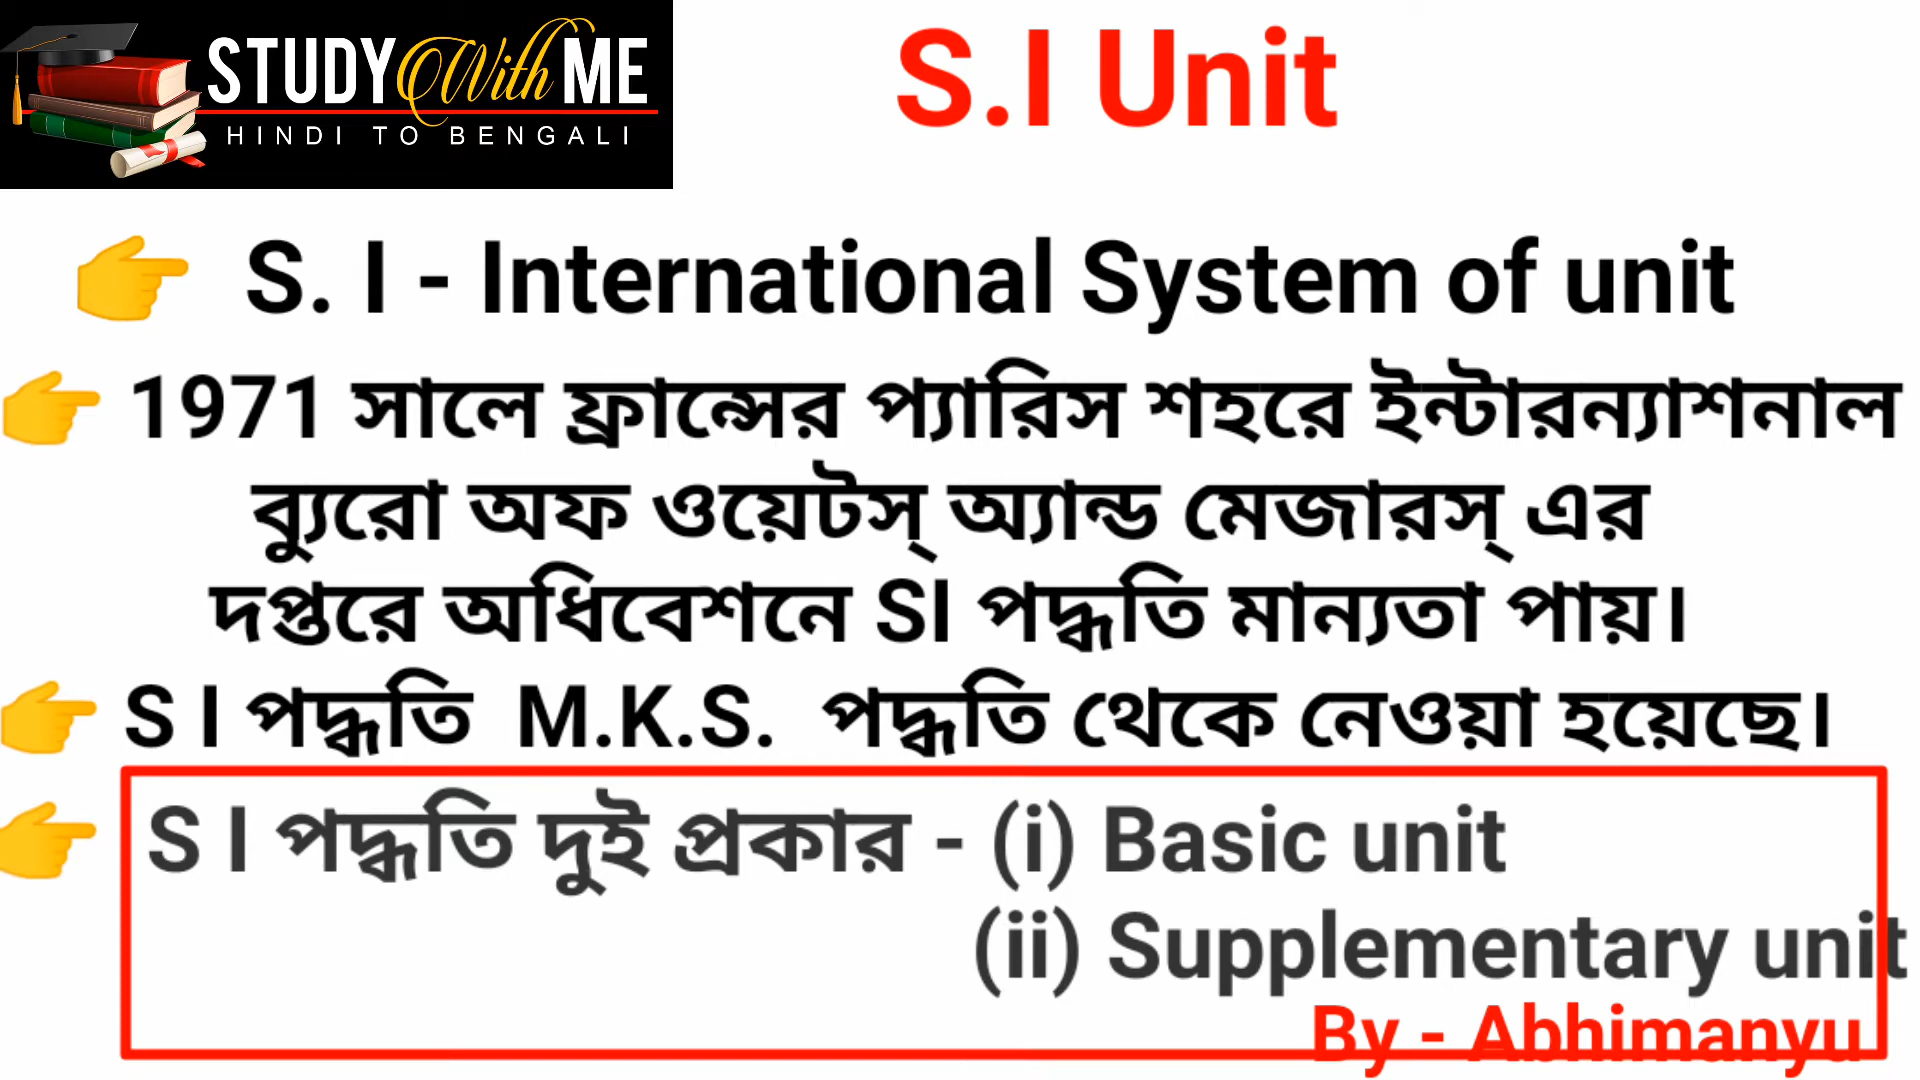 STUDY With ME
HINDI TO BENGALI
S.I Unit
👉 S. I - International System of unit
👉 1971 সালে ফ্রান্সের প্যারিস শহরে ইন্টারন্যাশনাল
ব্যুরো অফ ওয়েটস্ অ্যান্ড মেজারস্ এর
দপ্তরে অধিবেশনে SI পদ্ধতি মান্যতা পায়।
👉 S I পদ্ধতি M.K.S. পদ্ধতি থেকে নেওয়া হয়েছে।
👉 S I পদ্ধতি দুই প্রকার - (i) Basic unit
(ii) Supplementary unit
By - Abhimanyu